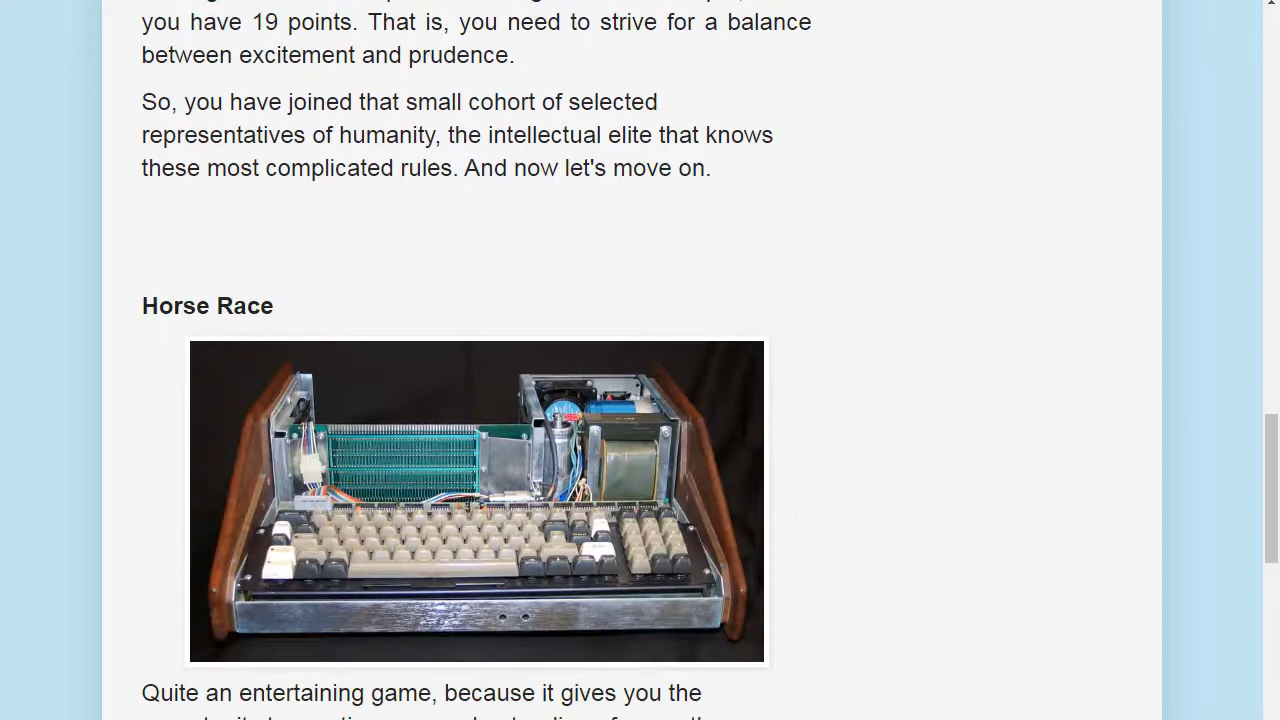 you have 19 points. That is, you need to strive for a balance
between excitement and prudence.
So, you have joined that small cohort of selected
representatives of humanity, the intellectual elite that knows
these most complicated rules. And now let's move on.
Horse Race
Quite an entertaining game, because it gives you the